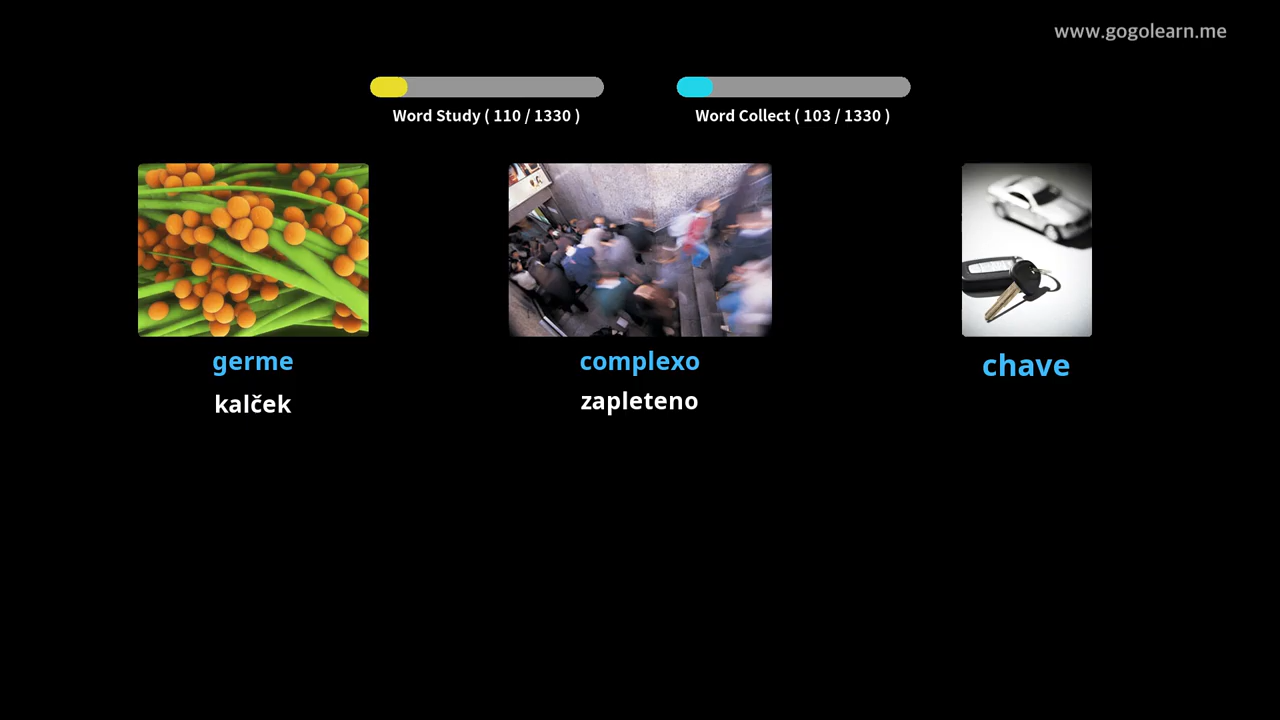 www.gogolearn.me
Word Study ( 110 / 1330 )
Word Collect ( 103 / 1330 )
germe
kalček
complexo
zapleteno
chave